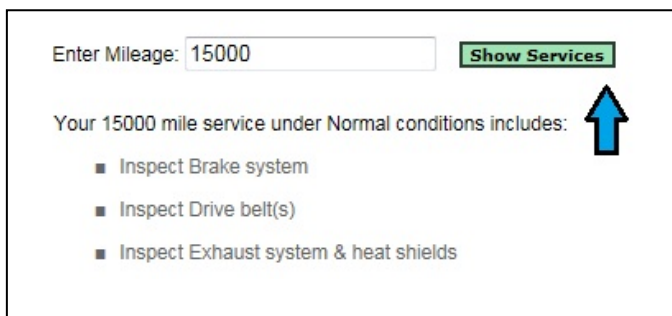 Enter Mileage: 15000 Show Services
Your 15000 mile service under Normal conditions includes:
Inspect Brake system
Inspect Drive belt(s)
Inspect Exhaust system & heat shields